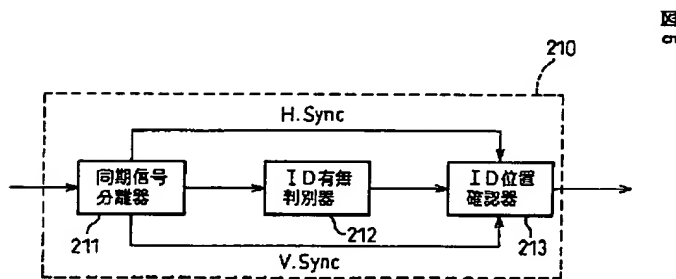 図
210
H.Sync
同期信号
分離器
ID有無
判別器
ID位置
確認器
211
212
213
V.Sync